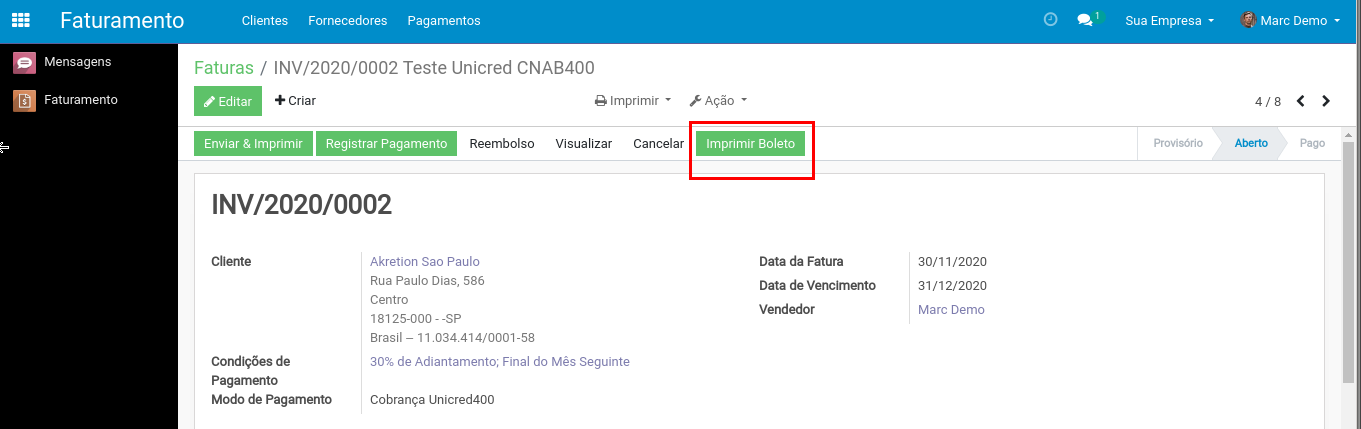 Faturamento Clientes Fornecedores Pagamentos 1 Sua Empresa Marc Demo
Mensagens
Faturamento
Faturas / INV/2020/0002 Teste Unicred CNAB400
Editar Criar Imprimir Ação 4 / 8
Enviar & Imprimir Registrar Pagamento Reembolso Visualizar Cancelar Imprimir Boleto Provisório Aberto Pago
INV/2020/0002
Cliente Akretion Sao Paulo
Rua Paulo Dias, 586
Centro
18125-000 - -SP
Brasil – 11.034.414/0001-58
Condições de Pagamento 30% de Adiantamento; Final do Mês Seguinte
Modo de Pagamento Cobrança Unicred400
Data da Fatura 30/11/2020
Data de Vencimento 31/12/2020
Vendedor Marc Demo